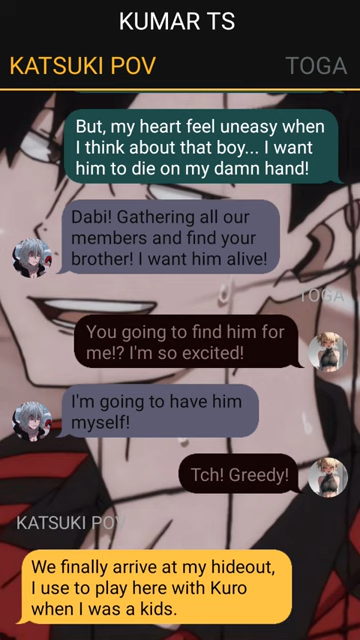 KUMAR TS
KATSUKI POV
TOGA
But, my heart feel uneasy when
I think about that boy... I want
him to die on my damn hand!
Dabi! Gathering all our
members and find your
brother! I want him alive!
TOGA
You going to find him for
me!? I'm so excited!
I'm going to have him
myself!
Tch! Greedy!
KATSUKI POV
We finally arrive at my hideout,
I use to play here with Kuro
when I was a kids.